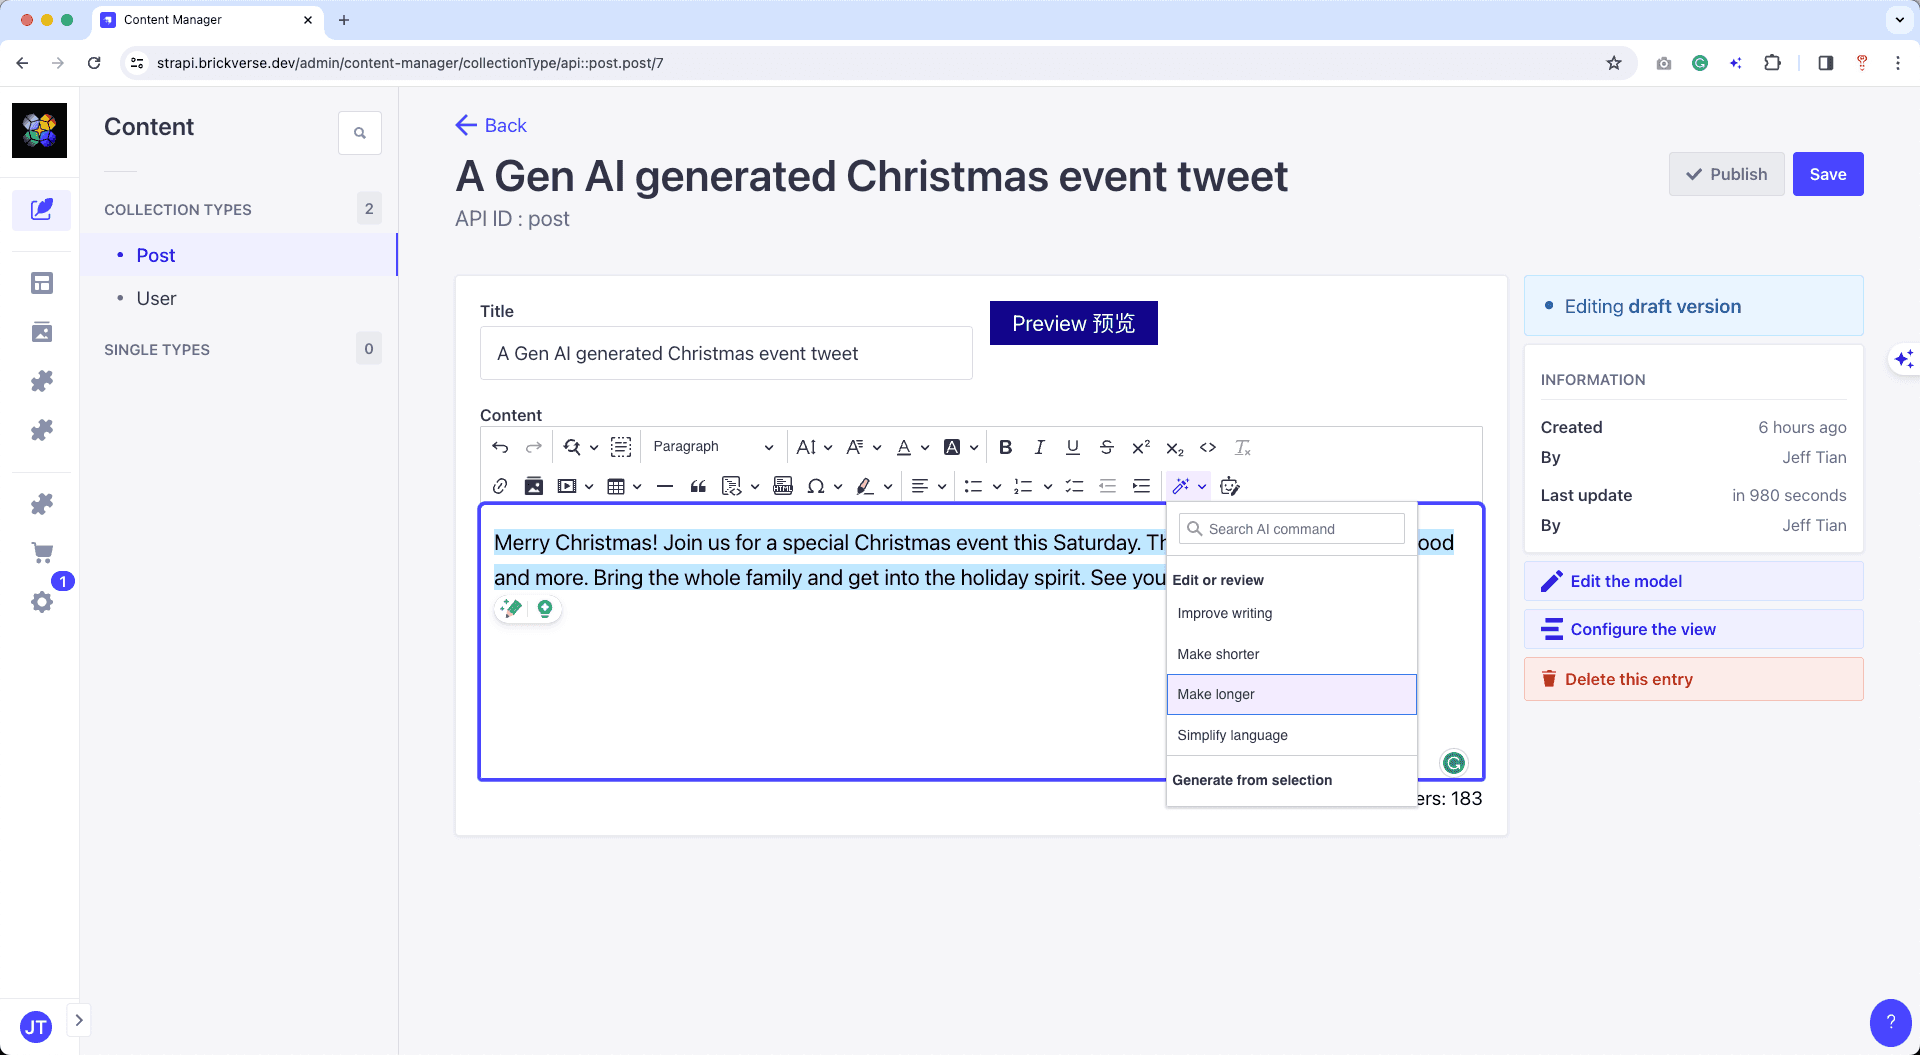 Content Manager
strapi.brickverse.dev/admin/content-manager/collectionType/api::post.post/7
Content
COLLECTION TYPES 2
Post
User
SINGLE TYPES 0
1
JT
Back
A Gen AI generated Christmas event tweet
API ID : post
Publish
Save
Title
A Gen AI generated Christmas event tweet
Preview 预览
Content
Paragraph
Merry Christmas! Join us for a special Christmas event this Saturday.
and more. Bring the whole family and get into the holiday spirit. See you
Search AI command
Edit or review
Improve writing
Make shorter
Make longer
Simplify language
Generate from selection
183
Editing draft version
INFORMATION
Created 6 hours ago
By Jeff Tian
Last update in 980 seconds
By Jeff Tian
Edit the model
Configure the view
Delete this entry
?